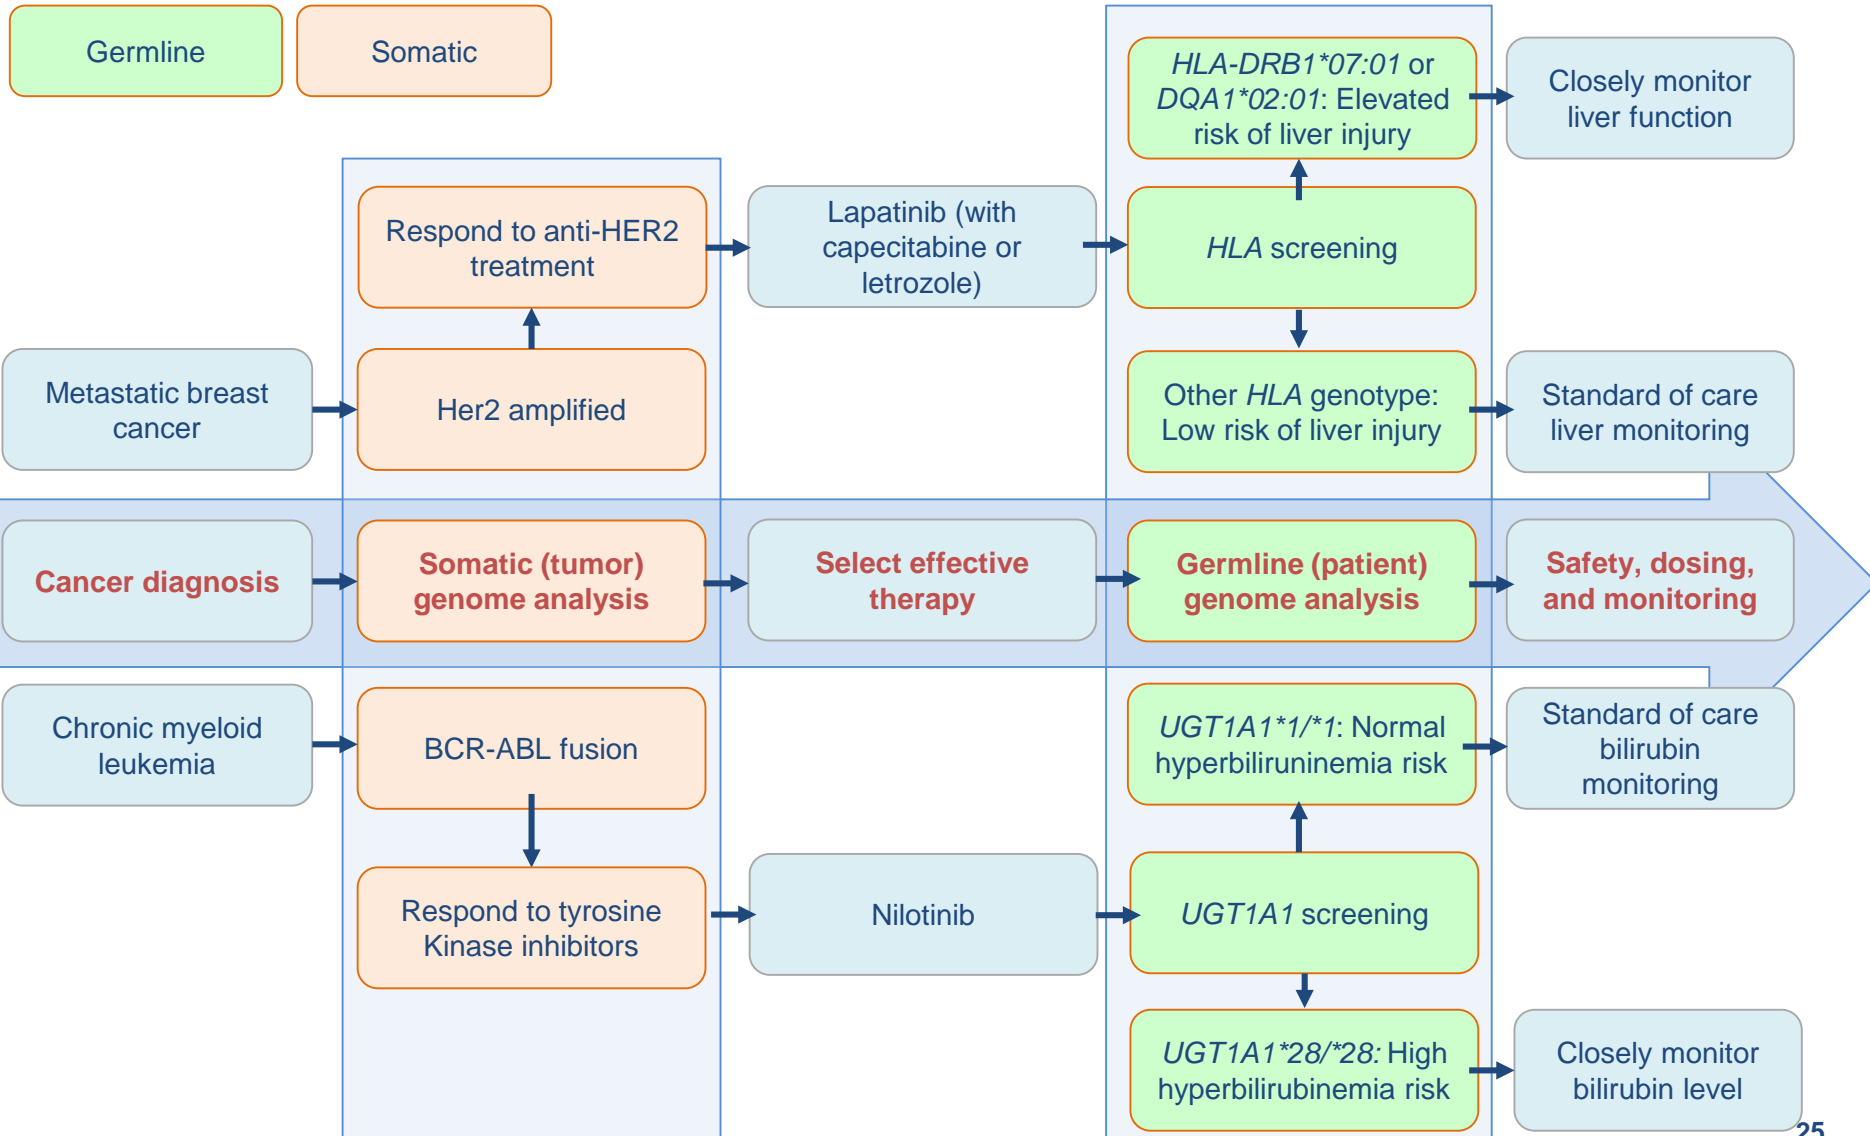 Germline
Somatic
HLA-DRB1*07:01 or
DQA1*02:01: Elevated
risk of liver injury
Closely monitor
liver function
Respond to anti-HER2
treatment
Lapatinib (with
capecitabine or
letrozole)
HLA screening
Metastatic breast
cancer
Her2 amplified
Other HLA genotype:
Low risk of liver injury
Standard of care
liver monitoring
Cancer diagnosis
Somatic (tumor)
genome analysis
Select effective
therapy
Germline (patient)
genome analysis
Safety, dosing,
and monitoring
Chronic myeloid
leukemia
BCR-ABL fusion
UGT1A1*1/*1: Normal
hyperbiliruninemia risk
Standard of care
bilirubin
monitoring
Respond to tyrosine
Kinase inhibitors
Nilotinib
UGT1A1 screening
UGT1A1*28/*28: High
hyperbilirubinemia risk
Closely monitor
bilirubin level
25